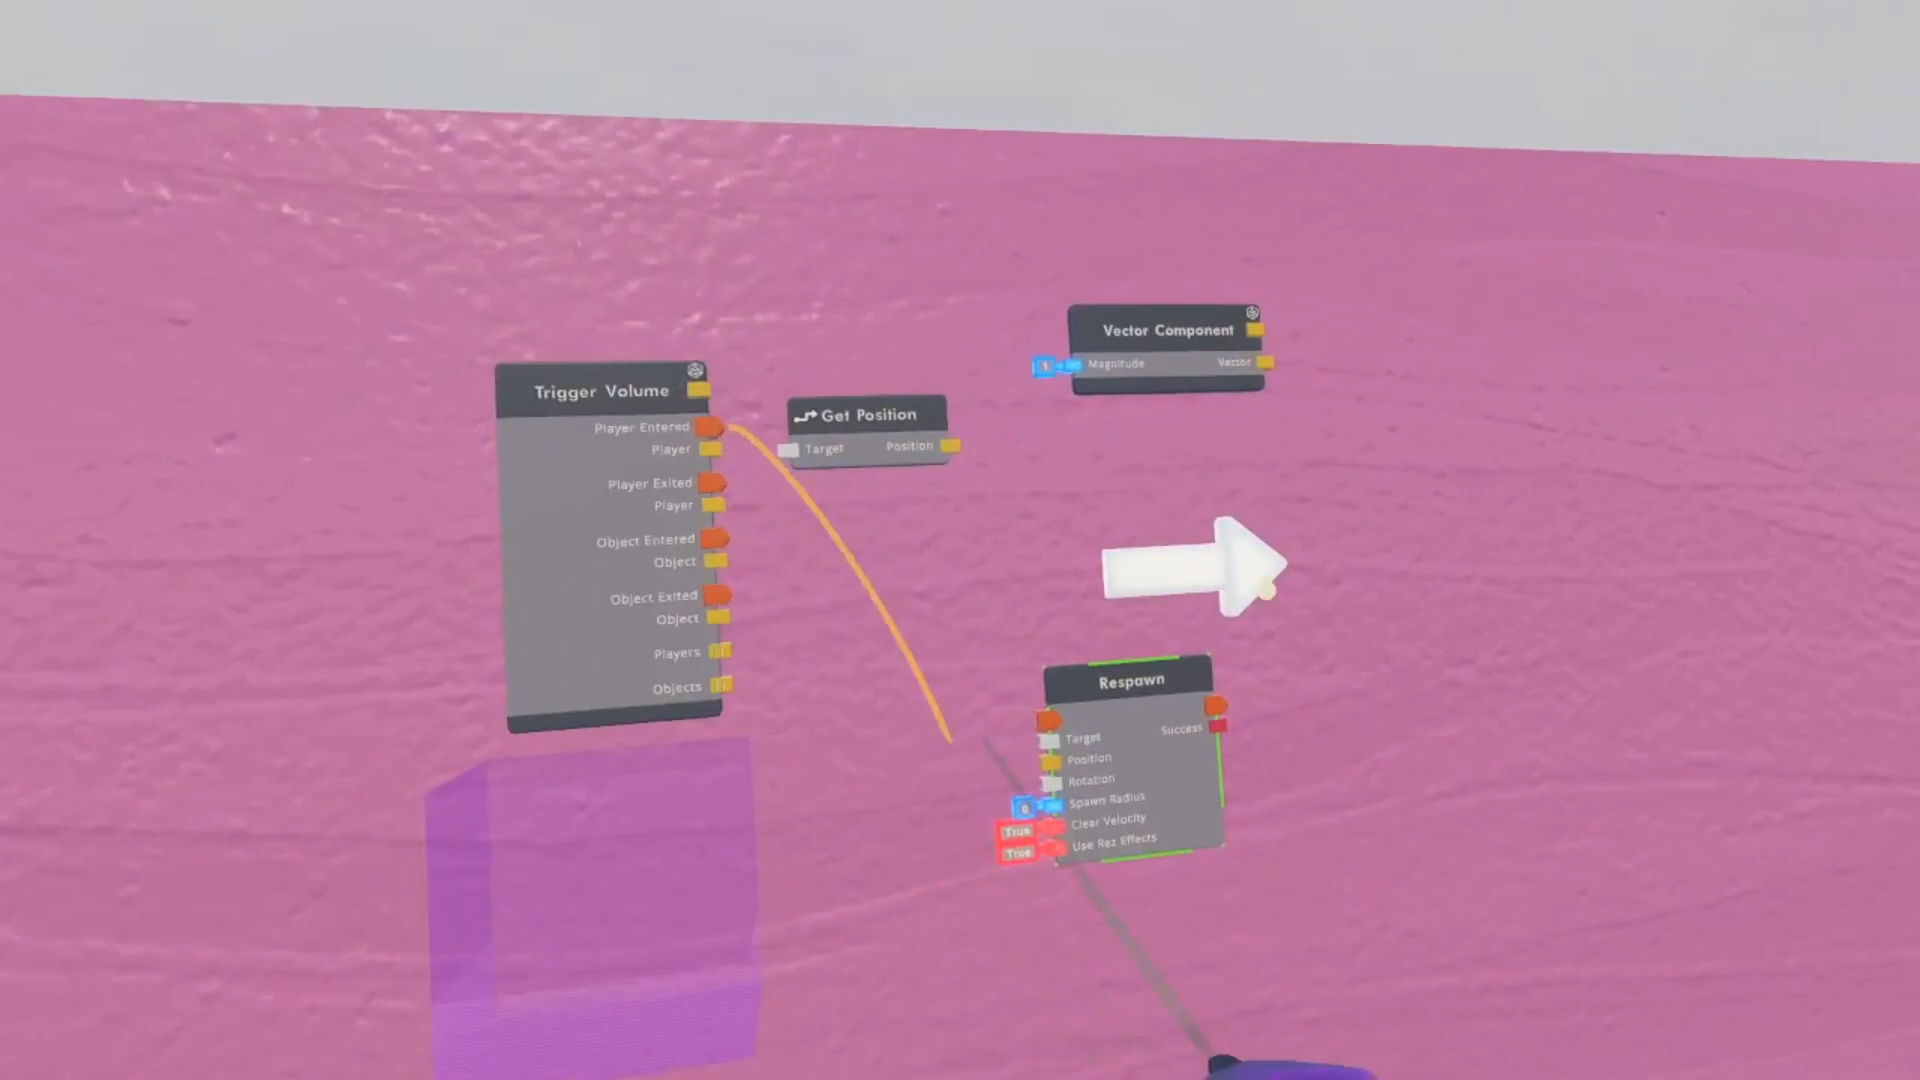 Vector Component
1
Magnitude
Vector
Trigger Volume
Player Entered
Player
Player Exited
Player
Object Entered
Object
Object Exited
Object
Players
Objects
Get Position
Target
Position
Respawn
Target
Success
Position
Rotation
0
Spawn Radius
True
Clear Velocity
True
Use Rez Effects